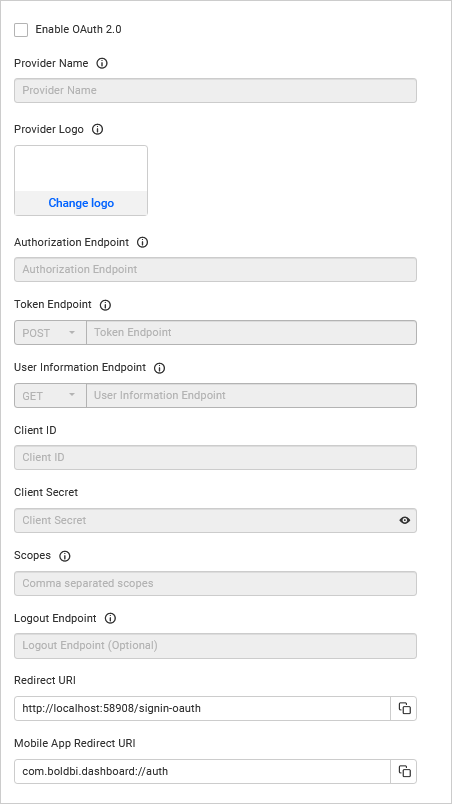 Enable OAuth 2.0
Provider Name
Provider Name
Provider Logo
Change logo
Authorization Endpoint
Authorization Endpoint
Token Endpoint
POST Token Endpoint
User Information Endpoint
GET User Information Endpoint
Client ID
Client ID
Client Secret
Client Secret
Scopes
Comma separated scopes
Logout Endpoint
Logout Endpoint (Optional)
Redirect URI
http://localhost:58908/signin-oauth
Mobile App Redirect URI
com.boldbi.dashboard://auth